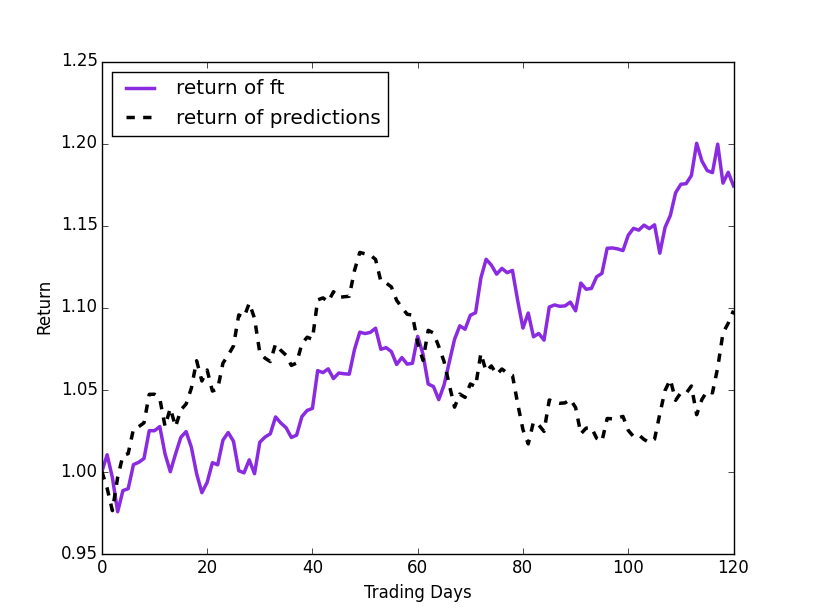 1.25
return of ft
return of predictions
1.20
1.15
1.10
1.05
1.00
0.95
Return
0 20 40 60 80 100 120
Trading Days